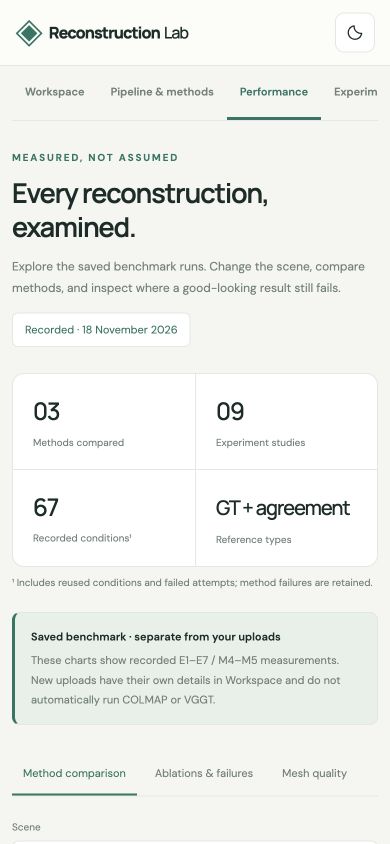 Reconstruction Lab
Workspace Pipeline & methods Performance Experim
MEASURED, NOT ASSUMED
Every reconstruction,
examined.
Explore the saved benchmark runs. Change the scene, compare
methods, and inspect where a good-looking result still fails.
Recorded · 18 November 2026
03
Methods compared
09
Experiment studies
67
Recorded conditions¹
GT + agreement
Reference types
¹ Includes reused conditions and failed attempts; method failures are retained.
Saved benchmark · separate from your uploads
These charts show recorded E1–E7 / M4–M5 measurements.
New uploads have their own details in Workspace and do not
automatically run COLMAP or VGGT.
Method comparison Ablations & failures Mesh quality
Scene